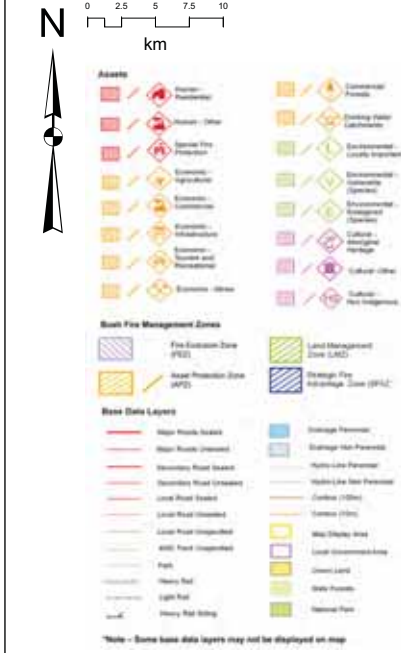 N
0 2.5 5 7.5 10
km
Assets
Human - Residential
Human - Other
Special Fire Protection
Economic - Agricultural
Economic - Commercial
Economic - Infrastructure
Economic - Tourism and Recreational
Economic - Mines
Commercial Forests
Drinking Water Catchments
Environmental - Locally Important
Environmental - Vulnerable (Species)
Environmental - Endangered (Species)
Cultural - Aboriginal Heritage
Cultural - Other
Cultural - Non Indigenous
Bush Fire Management Zones
Fire Exclusion Zone (FEZ)
Asset Protection Zone (APZ)
Land Management Zone (LMZ)
Strategic Fire Advantage Zone (SFAZ)
Base Data Layers
Major Roads Sealed
Major Roads Unsealed
Secondary Road Sealed
Secondary Road Unsealed
Local Road Sealed
Local Road Unsealed
Local Road Unspecified
4WD Track Unspecified
Path
Heavy Rail
Light Rail
Heavy Rail Siding
Drainage Perennial
Drainage Non Perennial
Hydro Line Perennial
Hydro Line Non Perennial
Contour (100m)
Contour (10m)
Map Display Area
Local Government Area
Crown Land
State Forests
National Park
*Note – Some base data layers may not be displayed on map